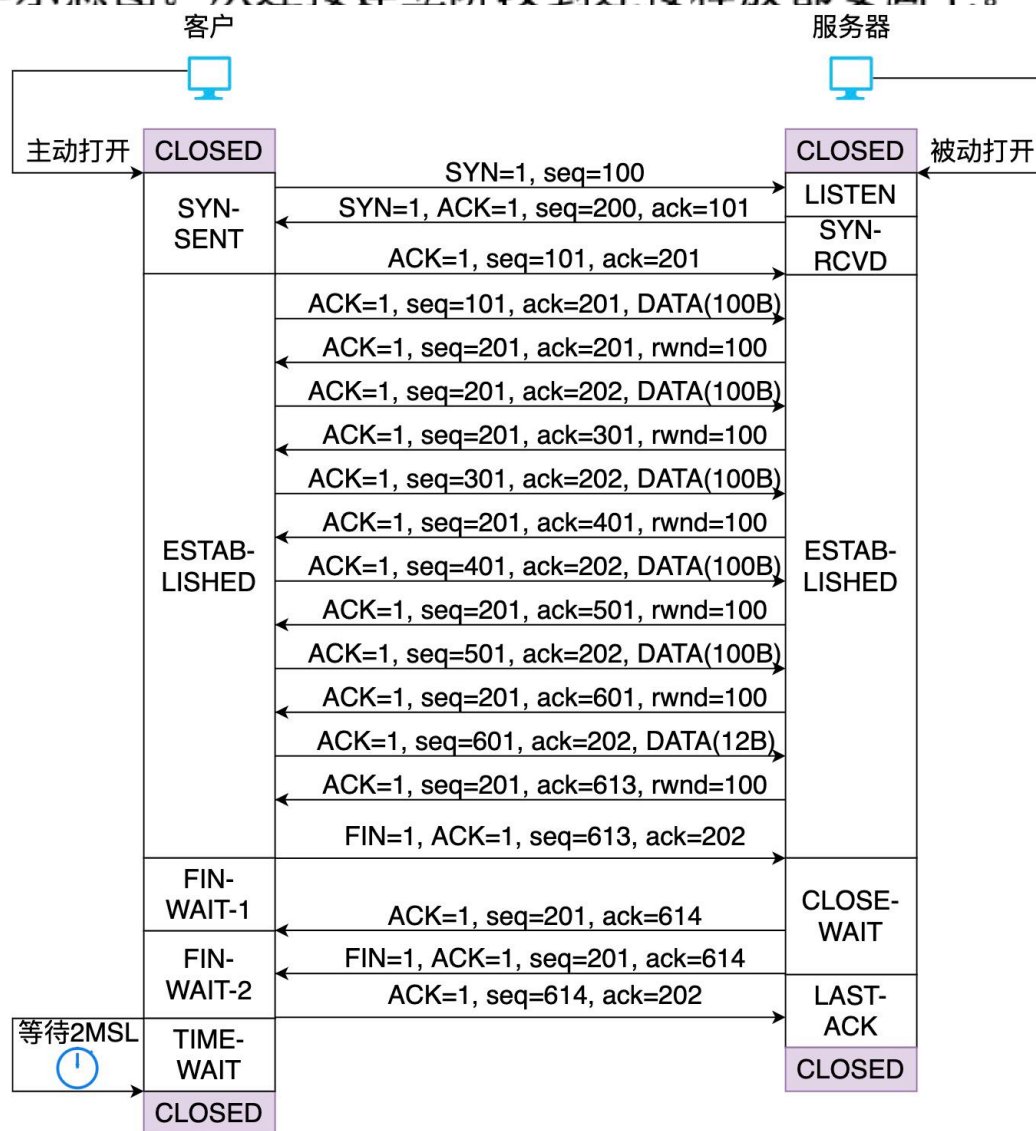 客户
服务器
主动打开
CLOSED
CLOSED
被动打开
SYN=1, seq=100
LISTEN
SYN-
SENT
SYN=1, ACK=1, seq=200, ack=101
SYN-
RCVD
ACK=1, seq=101, ack=201
ACK=1, seq=101, ack=201, DATA(100B)
ACK=1, seq=201, ack=201, rwnd=100
ACK=1, seq=201, ack=202, DATA(100B)
ACK=1, seq=201, ack=301, rwnd=100
ACK=1, seq=301, ack=202, DATA(100B)
ACK=1, seq=201, ack=401, rwnd=100
ESTAB-
LISHED
ESTAB-
LISHED
ACK=1, seq=401, ack=202, DATA(100B)
ACK=1, seq=201, ack=501, rwnd=100
ACK=1, seq=501, ack=202, DATA(100B)
ACK=1, seq=201, ack=601, rwnd=100
ACK=1, seq=601, ack=202, DATA(12B)
ACK=1, seq=201, ack=613, rwnd=100
FIN=1, ACK=1, seq=613, ack=202
FIN-
WAIT-1
CLOSE-
WAIT
ACK=1, seq=201, ack=614
FIN-
WAIT-2
FIN=1, ACK=1, seq=201, ack=614
ACK=1, seq=614, ack=202
LAST-
ACK
等待2MSL
TIME-
WAIT
CLOSED
CLOSED